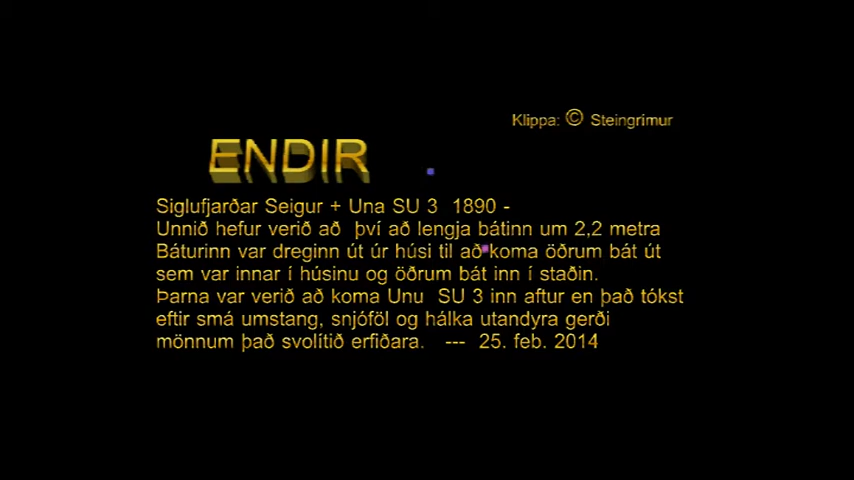 Klippa: © Steingrimur
ENDIR
Siglufjarðar Seigur + Una SU 3 1890 -
Unnið hefur verið að því að lengja bátinn um 2,2 metra
Báturinn var dreginn út úr húsi til að koma öðrum bát út
sem var innar í húsinu og öðrum bát inn í staðin.
Þarna var verið að koma Unu SU 3 inn aftur en það tókst
eftir smá umstang, snjóföl og hálka utandyra gerði
mönnum það svolítið erfiðara. --- 25. feb. 2014